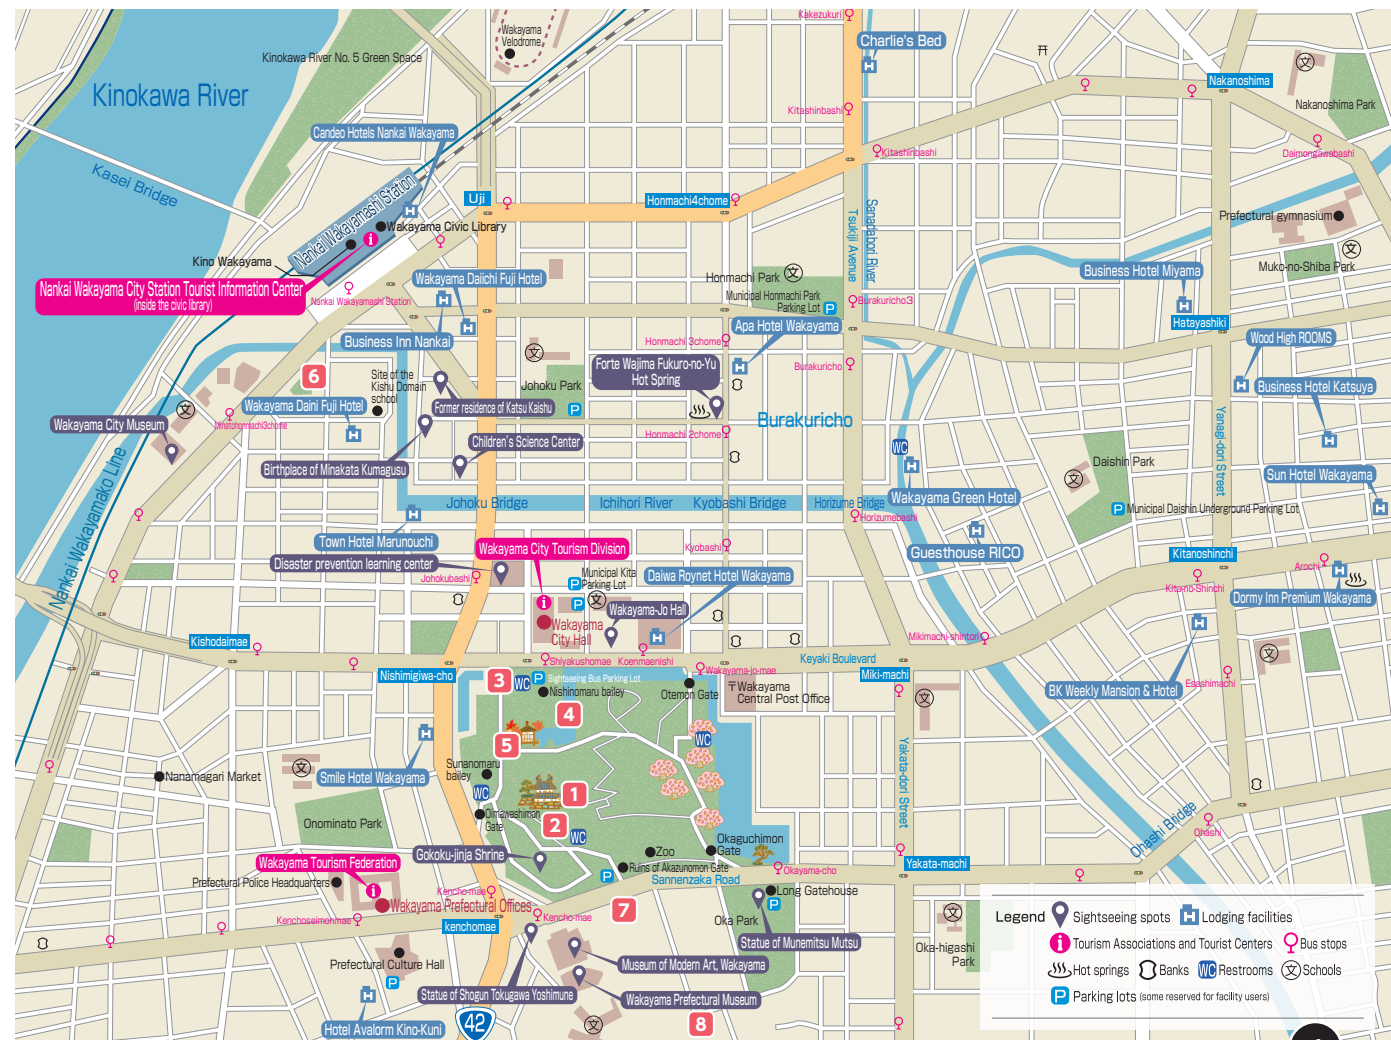 Kakezukuri
Wakayama
Velodrome
Charlie's Bed
Kinokawa River No. 5 Green Space
Nakanoshima
Kinokawa River
Nakanoshima Park
Kitashinbashi
Candeo Hotels Nankai Wakayama
Kitashinbashi
Daimongawabashi
Kasei Bridge
Nankai Wakayamashi Station
Uji
Honmachi4chome
Tsukiji Avenue
Sanadabori River
Prefectural gymnasium
Wakayama Civic Library
Kino Wakayama
Muko-no-Shiba Park
Business Hotel Miyama
Honmachi Park
Wakayama Daiichi Fuji Hotel
Nankai Wakayama City Station Tourist Information Center
(inside the civic library)
Nankai Wakayamashi Station
Municipal Honmachi Park
Parking Lot
P
Burakuricho3
Hatayashiki
Apa Hotel Wakayama
Wood High ROOMS
Business Inn Nankai
Honmachi 3chome
Forte Wajima Fukuro-no-Yu
Hot Spring
Burakuricho
6
Site of the
Kishu Domain
school
Johoku Park
Business Hotel Katsuya
Wakayama Daini Fuji Hotel
Former residence of Katsu Kaishu
P
Wakayama City Museum
Minatohonmachi3chome
Burakuricho
Honmachi 2chome
Yanagi-dori Street
Children's Science Center
WC
Birthplace of Minakata Kumagusu
Daishin Park
Sun Hotel Wakayama
Nankai Wakayamako Line
Johoku Bridge
Ichihori River
Kyobashi Bridge
Horizume Bridge
Wakayama Green Hotel
P
Municipal Daishin Underground Parking Lot
Horizumebashi
Town Hotel Marunouchi
Wakayama City Tourism Division
Kyobashi
Guesthouse RICO
Kitanoshinchi
Disaster prevention learning center
Johokubashi
Municipal Kita
Parking Lot
P
P
Daiwa Roynet Hotel Wakayama
Kita-no-Shinchi
Arochi
Dormy Inn Premium Wakayama
Wakayama-Jo Hall
Wakayama
City Hall
Kishodaimae
Mikimachi-shintori
Shiyakushomae
Koenmaenishi
Keyaki Boulevard
Nishimigiwa-cho
3
WC
P
Sightseeing Bus Parking Lot
Wakayama-jo-mae
Miki-machi
Esashimachi
Nishinomaru bailey
Otemon Gate
〒Wakayama
Central Post Office
BK Weekly Mansion & Hotel
4
5
WC
Sunanomaru
bailey
Nanamagari Market
Smile Hotel Wakayama
WC
1
Yakata-dori Street
Onominato Park
Oimawashimon
Gate
2
WC
Ohashi
Ohashi Bridge
Gokoku-jinja Shrine
Zoo
Okaguchimon
Gate
Wakayama Tourism Federation
Ruins of Akazunomon Gate
P
Okayama-cho
Yakata-machi
Prefectural Police Headquarters
Sannenzaka Road
Kencho-mae
Wakayama Prefectural Offices
Long Gatehouse
P
7
Kenchoseimonmae
kenchomae
Kencho-mae
Oka Park
Statue of Munemitsu Mutsu
Oka-higashi
Park
Prefectural Culture Hall
P
Museum of Modern Art, Wakayama
Statue of Shogun Tokugawa Yoshimune
Wakayama Prefectural Museum
Hotel Avalorm Kino-Kuni
42
8
Legend
Sightseeing spots
H Lodging facilities
i Tourism Associations and Tourist Centers
Bus stops
Hot springs
Banks
WC Restrooms
文 Schools
P Parking lots (some reserved for facility users)